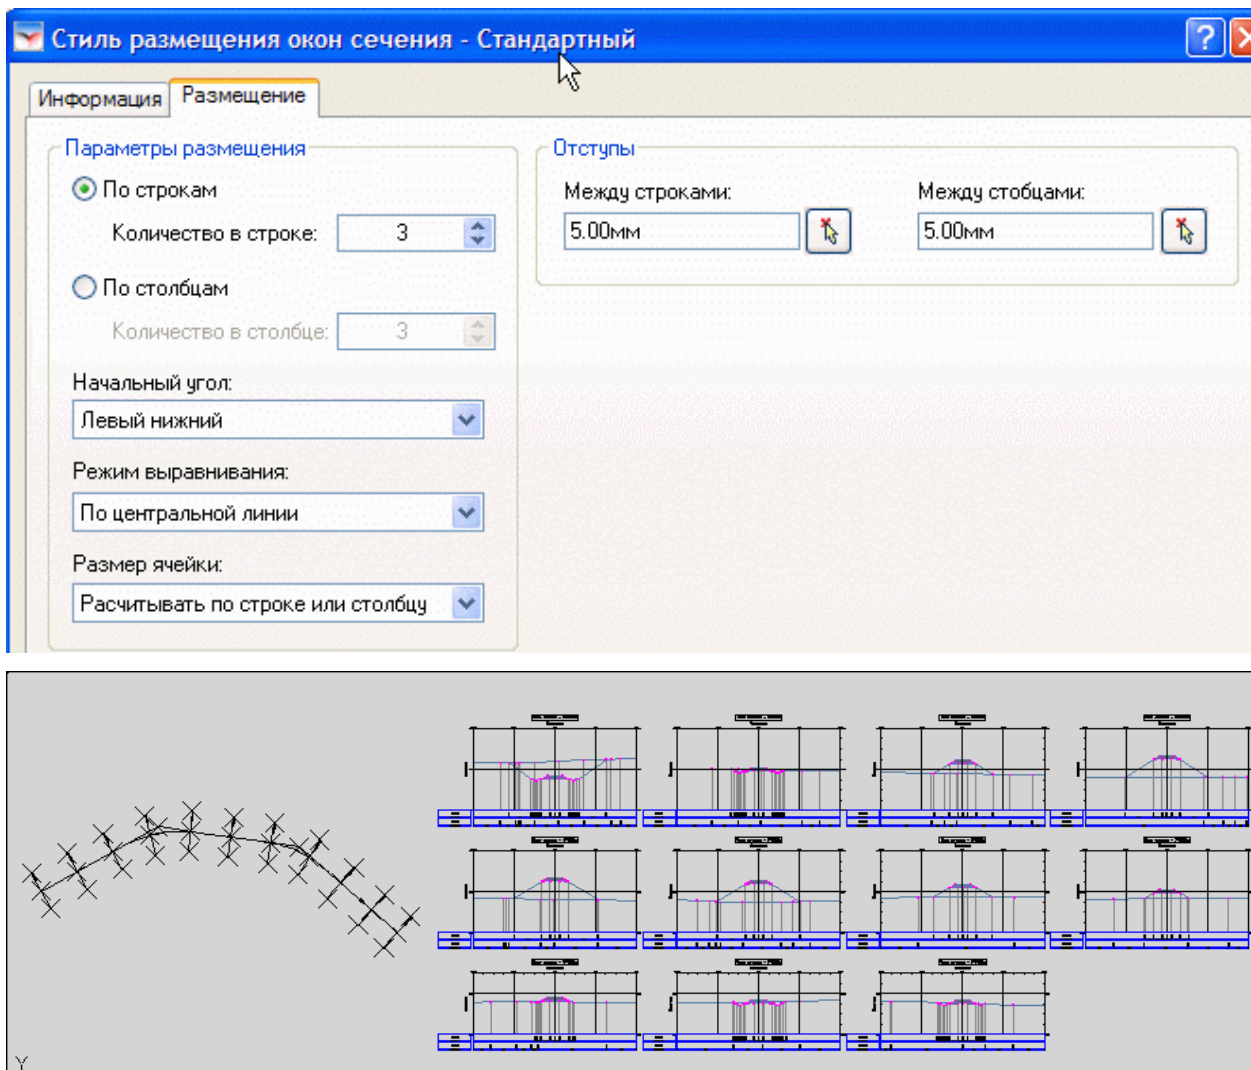 Стиль размещения окон сечения - Стандартный
Информация Размещение
Параметры размещения
По строкам
Количество в строке: 3
По столбцам
Количество в столбце: 3
Начальный угол:
Левый нижний
Режим выравнивания:
По центральной линии
Размер ячейки:
Расчитывать по строке или столбцу
Отступы
Между строками: Между стобцами:
5.00мм 5.00мм
Y